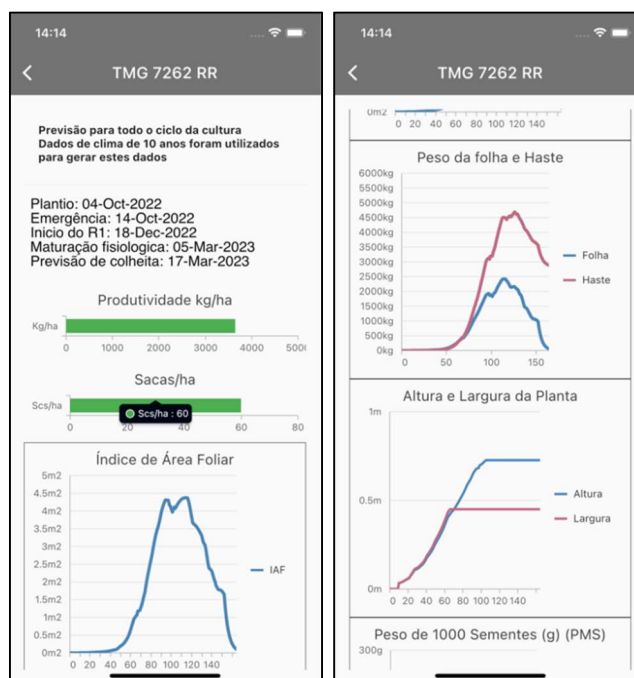 14:14
TMG 7262 RR
Previsão para todo o ciclo da cultura
Dados de clima de 10 anos foram utilizados
para gerar estes dados
Plantio: 04-Oct-2022
Emergência: 14-Oct-2022
Inicio do R1: 18-Dec-2022
Maturação fisiologica: 05-Mar-2023
Previsão de colheita: 17-Mar-2023
Produtividade kg/ha
Kg/ha
0 1000 2000 3000 4000 500
Sacas/ha
Scs/ha
Scs/ha : 60
0 20 40 60 80
Índice de Área Foliar
5m2
4.5m2
4m2
3.5m2
3m2
2.5m2
2m2
1.5m2
1m2
0.5m2
0m2
IAF
0 20 40 60 80 100 120 140
14:14
TMG 7262 RR
0m2
0 20 40 60 80 100 120 140
Peso da folha e Haste
6000kg
5500kg
5000kg
4500kg
4000kg
3500kg
3000kg
2500kg
2000kg
1500kg
1000kg
500kg
0kg
Folha
Haste
0 50 100 150
Altura e Largura da Planta
1m
0.5m
0m
Altura
Largura
0 20 40 60 80 100 120 140
Peso de 1000 Sementes (g) (PMS)
300g